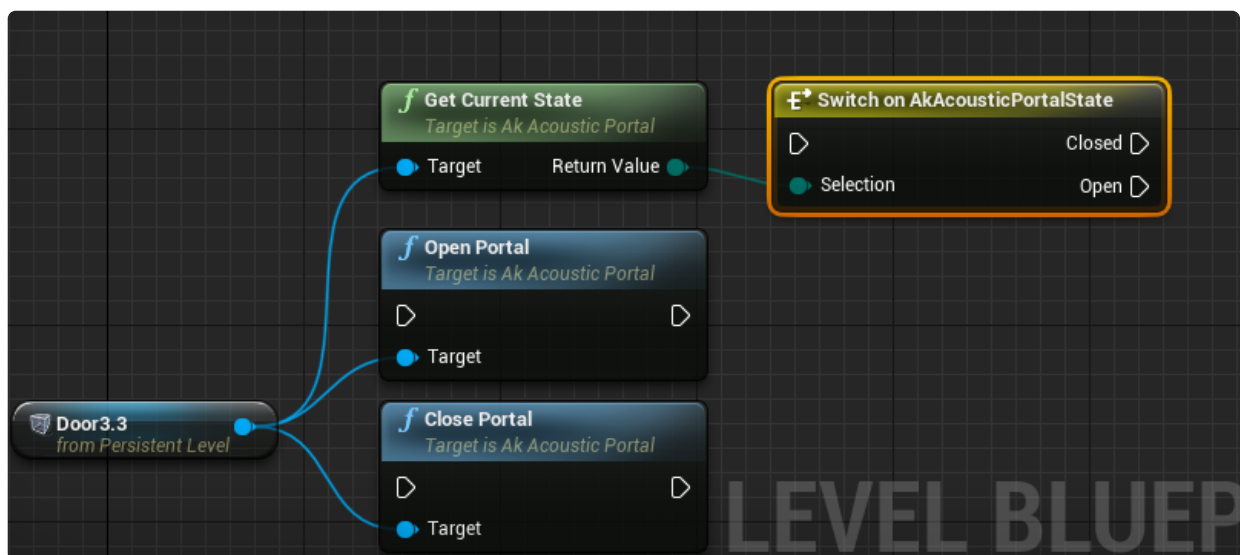 Get Current State
Target is Ak Acoustic Portal
Target Return Value
Switch on AkAcousticPortalState
Closed
Selection Open
Open Portal
Target is Ak Acoustic Portal
Target
Door3.3
from Persistent Level
Close Portal
Target is Ak Acoustic Portal
Target
LEVEL BLUEP